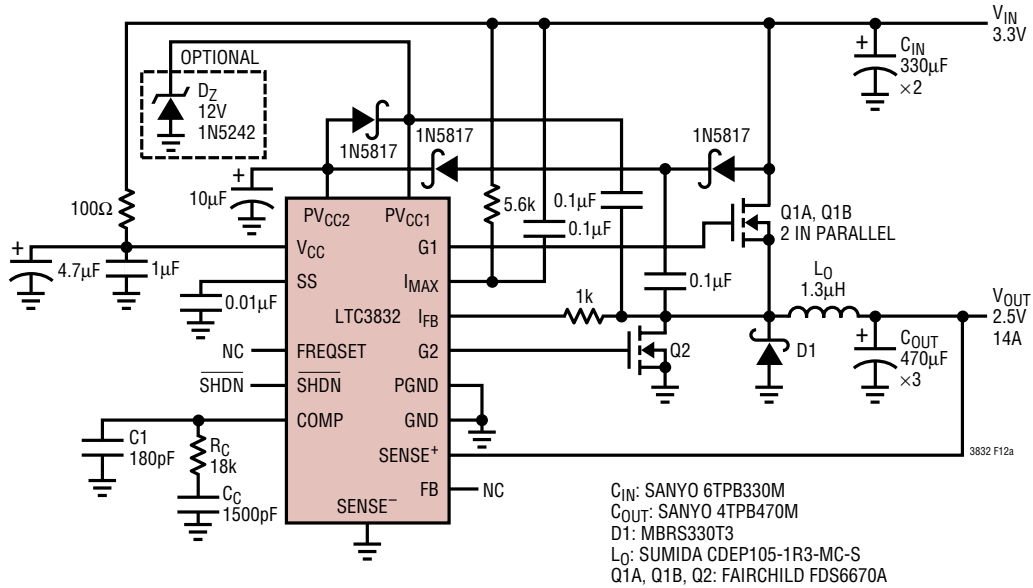 V_IN
3.3V
OPTIONAL
D_Z
12V
1N5242
C_IN
330µF
×2
1N5817
1N5817
1N5817
100Ω
10µF
PV_CC2
PV_CC1
5.6k
0.1µF
0.1µF
Q1A, Q1B
2 IN PARALLEL
4.7µF
1µF
V_CC
G1
SS
I_MAX
0.01µF
LTC3832
0.1µF
L_O
1.3µH
1k
I_FB
V_OUT
2.5V
14A
NC
FREQSET
G2
Q2
D1
C_OUT
470µF
×3
SHDN
SHDN
PGND
COMP
GND
C1
180pF
R_C
18k
SENSE+
3832 F12a
C_C
1500pF
FB
NC
SENSE−
C_IN: SANYO 6TPB330M
C_OUT: SANYO 4TPB470M
D1: MBRS330T3
L_O: SUMIDA CDEP105-1R3-MC-S
Q1A, Q1B, Q2: FAIRCHILD FDS6670A